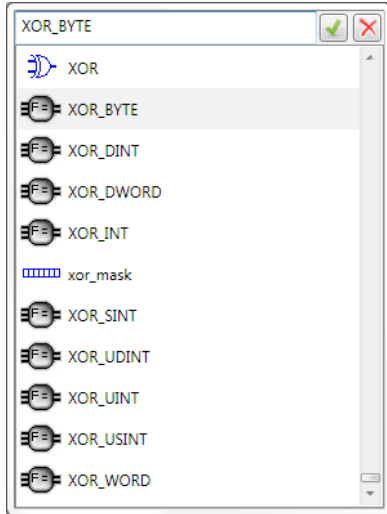 XOR_BYTE
XOR
XOR_BYTE
XOR_DINT
XOR_DWORD
XOR_INT
xor_mask
XOR_SINT
XOR_UDINT
XOR_UINT
XOR_USINT
XOR_WORD